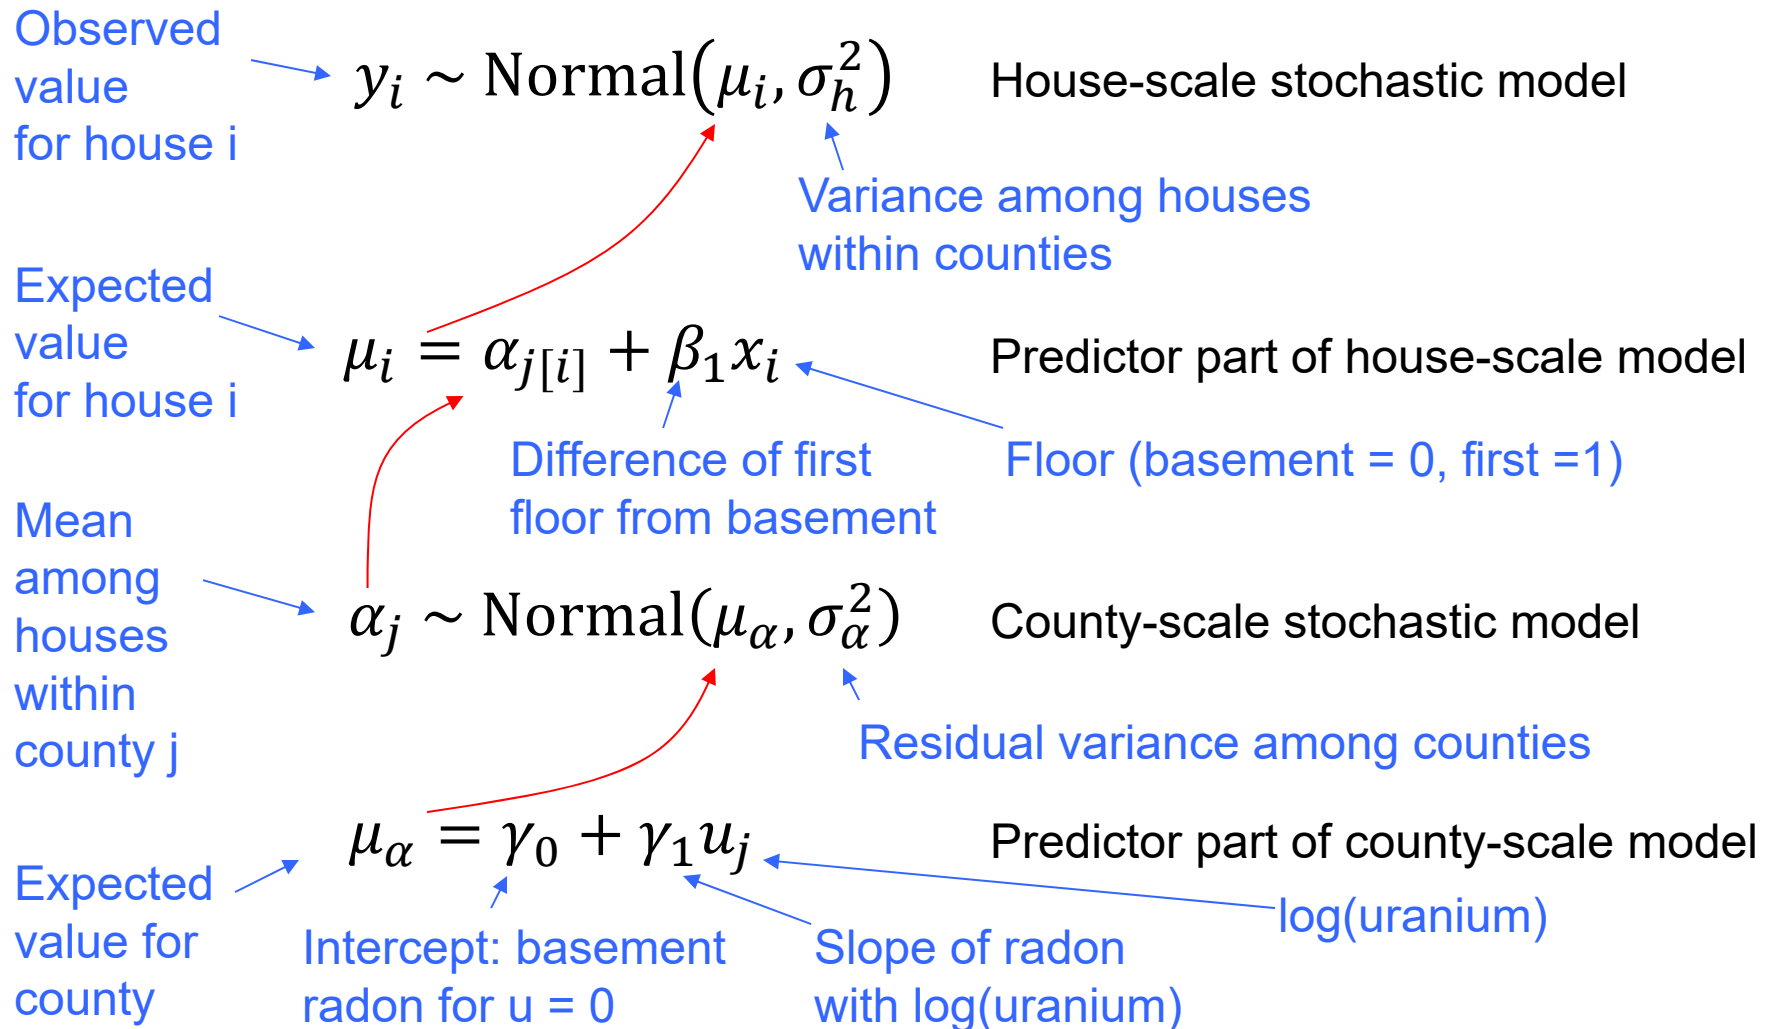 Observed
value
for house i
y_i ~ Normal(μ_i, σ_h^2)
House-scale stochastic model
Variance among houses
within counties
Expected
value
for house i
μ_i = α_{j[i]} + β_1 x_i
Predictor part of house-scale model
Difference of first
floor from basement
Floor (basement = 0, first =1)
Mean
among
houses
within
county j
α_j ~ Normal(μ_α, σ_α^2)
County-scale stochastic model
Residual variance among counties
μ_α = γ_0 + γ_1 u_j
Predictor part of county-scale model
Expected
value for
county
Intercept: basement
radon for u = 0
Slope of radon
with log(uranium)
log(uranium)